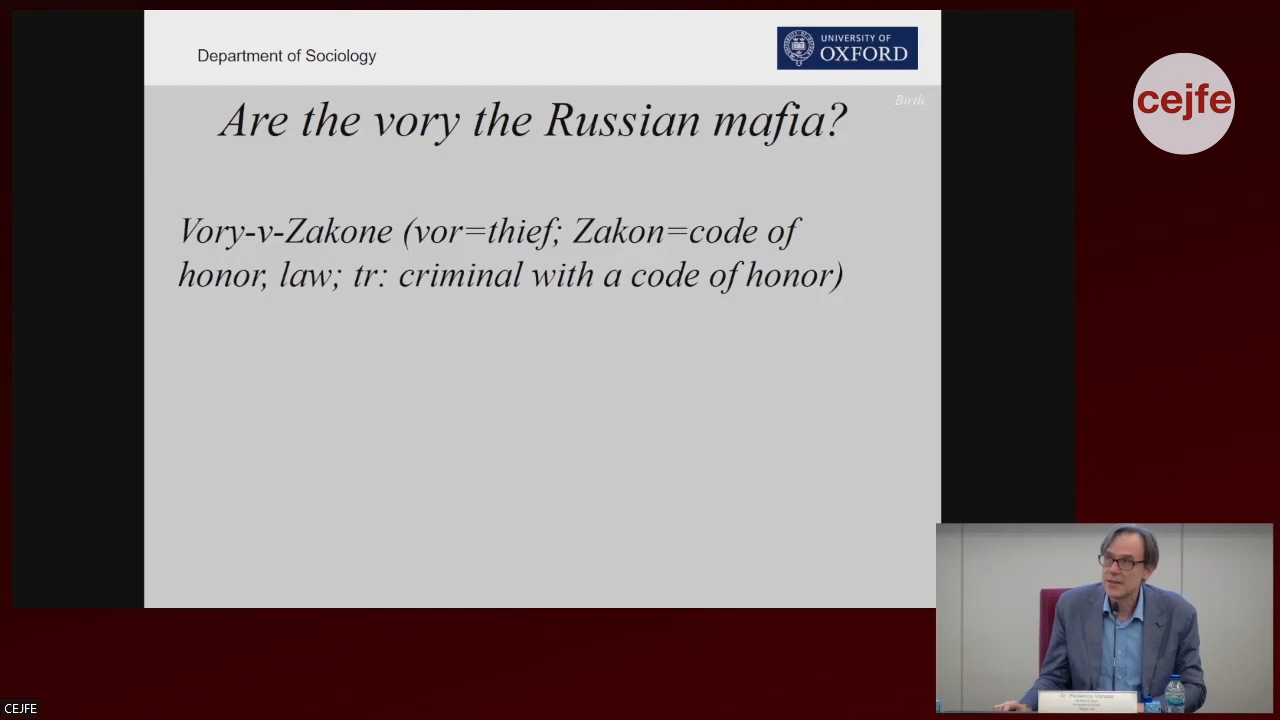 Department of Sociology
UNIVERSITY OF
OXFORD
cejfe
Birth
Are the vory the Russian mafia?
Vory-v-Zakone (vor=thief; Zakon=code of
honor, law; tr: criminal with a code of honor)
CEJFE